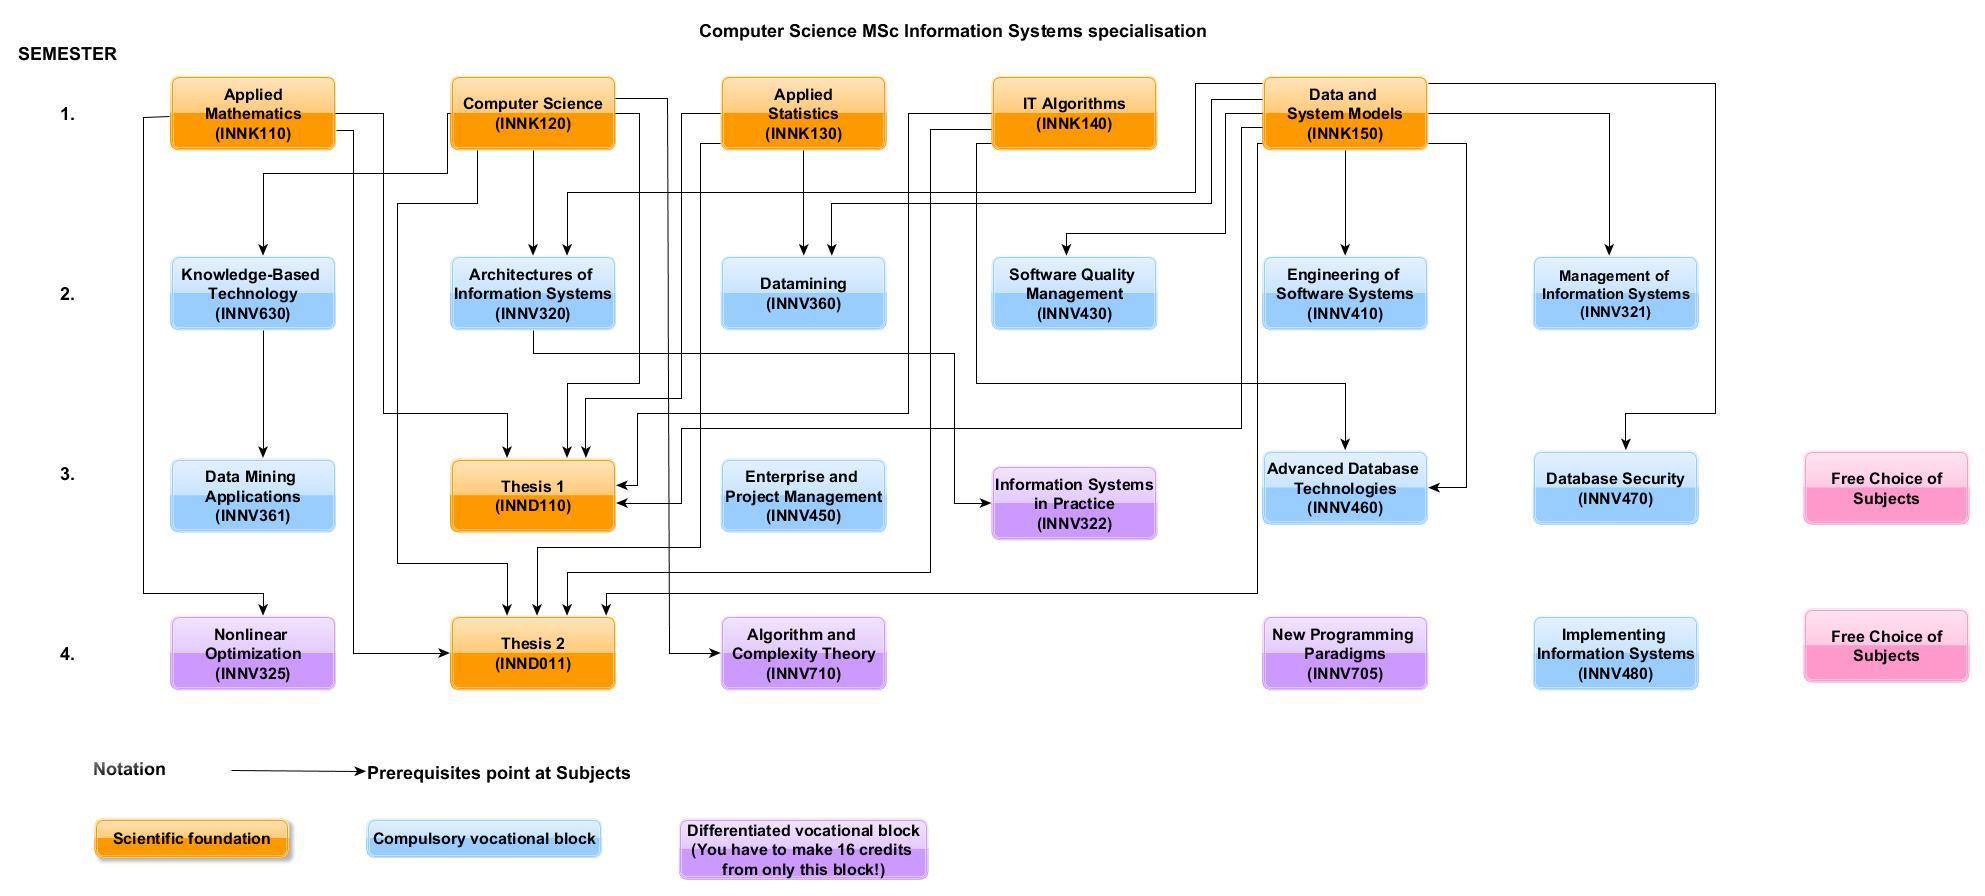 Computer Science MSc Information Systems specialisation
SEMESTER
1.
Applied
Mathematics
(INNK110)
Computer Science
(INNK120)
Applied
Statistics
(INNK130)
IT Algorithms
(INNK140)
Data and
System Models
(INNK150)
2.
Knowledge-Based
Technology
(INNV630)
Architectures of
Information Systems
(INNV320)
Datamining
(INNV360)
Software Quality
Management
(INNV430)
Engineering of
Software Systems
(INNV410)
Management of
Information Systems
(INNV321)
3.
Data Mining
Applications
(INNV361)
Thesis 1
(INND110)
Enterprise and
Project Management
(INNV450)
Information Systems
in Practice
(INNV322)
Advanced Database
Technologies
(INNV460)
Database Security
(INNV470)
Free Choice of
Subjects
4.
Nonlinear
Optimization
(INNV325)
Thesis 2
(INND011)
Algorithm and
Complexity Theory
(INNV710)
New Programming
Paradigms
(INNV705)
Implementing
Information Systems
(INNV480)
Free Choice of
Subjects
Notation
Prerequisites point at Subjects
Scientific foundation
Compulsory vocational block
Differentiated vocational block
(You have to make 16 credits
from only this block!)